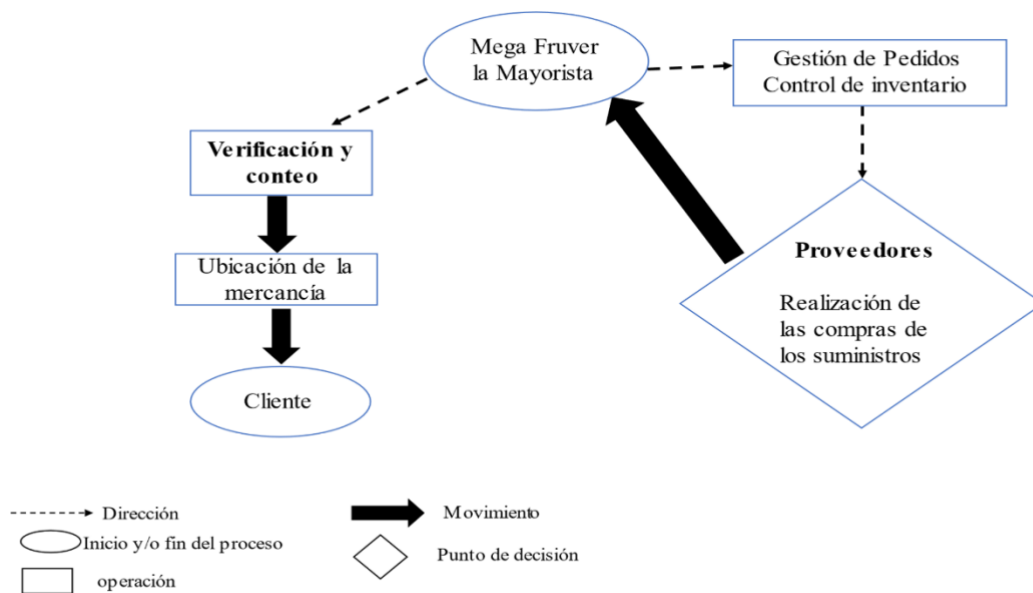 Mega Fruver
la Mayorista
Gestión de Pedidos
Control de inventario
Verificación y
conteo
Proveedores
Realización de
las compras de
los suministros
Ubicación de la
mercancía
Cliente
Dirección
Movimiento
Inicio y/o fin del proceso
Punto de decisión
operación